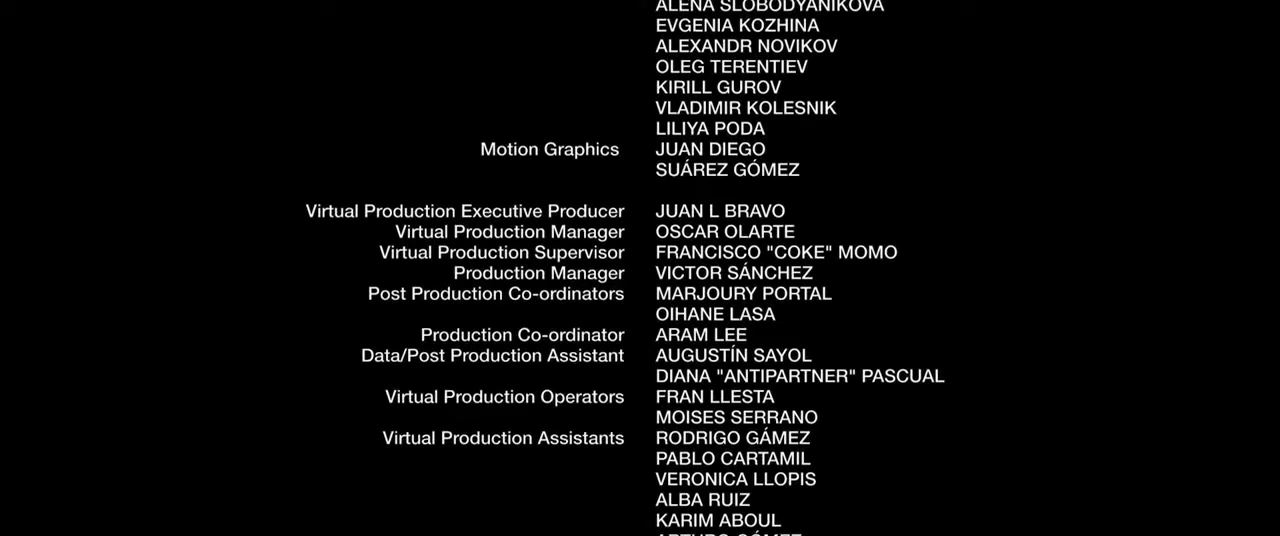 ALENA SLOBODYANIKOVA
EVGENIA KOZHINA
ALEXANDR NOVIKOV
OLEG TERENTIEV
KIRILL GUROV
VLADIMIR KOLESNIK
LILIYA PODA
Motion Graphics JUAN DIEGO
SUÁREZ GÓMEZ
Virtual Production Executive Producer JUAN L BRAVO
Virtual Production Manager OSCAR OLARTE
Virtual Production Supervisor FRANCISCO "COKE" MOMO
Production Manager VICTOR SÁNCHEZ
Post Production Co-ordinators MARJOURY PORTAL
OIHANE LASA
Production Co-ordinator ARAM LEE
Data/Post Production Assistant AUGUSTÍN SAYOL
DIANA "ANTIPARTNER" PASCUAL
Virtual Production Operators FRAN LLESTA
MOISES SERRANO
Virtual Production Assistants RODRIGO GÁMEZ
PABLO CARTAMIL
VERONICA LLOPIS
ALBA RUIZ
KARIM ABOUL